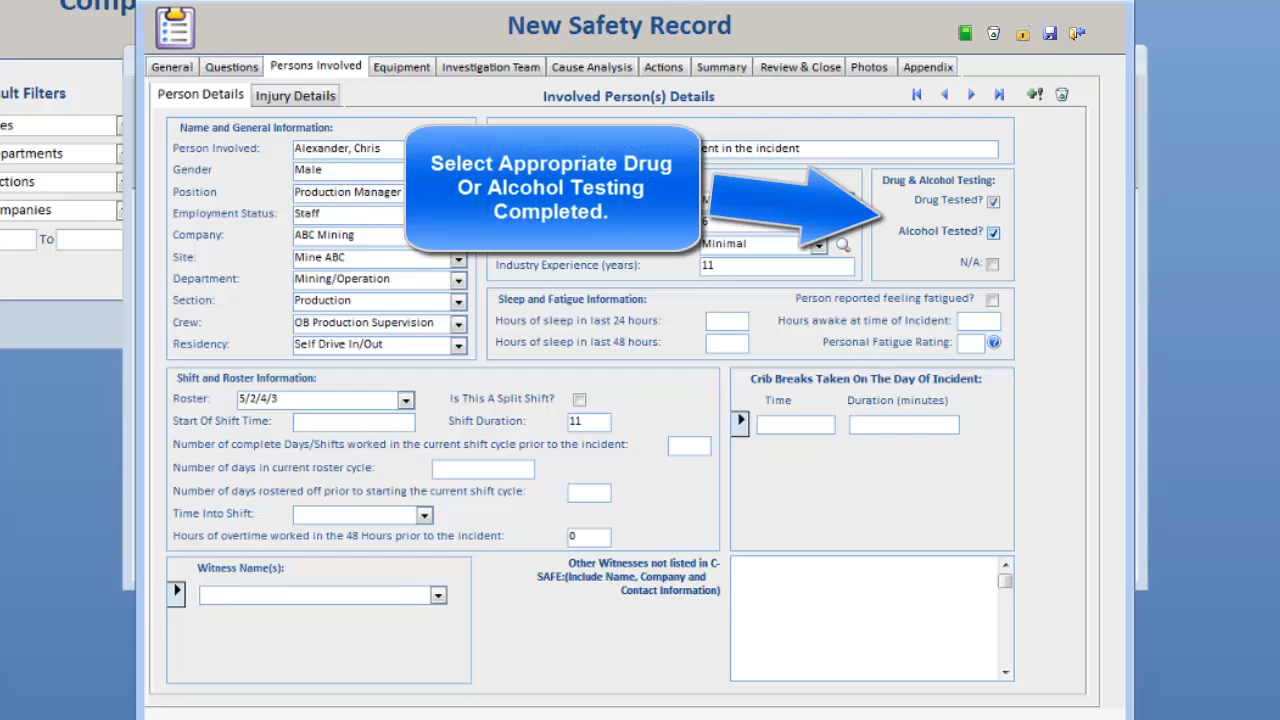 Comp
New Safety Record
General Questions Persons Involved Equipment Investigation Team Cause Analysis Actions Summary Review & Close Photos Appendix
Person Details Injury Details Involved Person(s) Details
ult Filters
es
partments
ctions
mpanies
To
Name and General Information:
Person Involved: Alexander, Chris
Gender Male
Position Production Manager
Employment Status: Staff
Company: ABC Mining
Site: Mine ABC
Department: Mining/Operation
Section: Production
Crew: OB Production Supervision
Residency: Self Drive In/Out
Select Appropriate Drug
Or Alcohol Testing
Completed.
ent in the incident
Minimal
Industry Experience (years): 11
Drug & Alcohol Testing:
Drug Tested?
Alcohol Tested?
N/A:
Sleep and Fatigue Information: Person reported feeling fatigued?
Hours of sleep in last 24 hours: Hours awake at time of Incident:
Hours of sleep in last 48 hours: Personal Fatigue Rating:
Shift and Roster Information:
Roster: 5/2/4/3 Is This A Split Shift?
Start Of Shift Time: Shift Duration: 11
Number of complete Days/Shifts worked in the current shift cycle prior to the incident:
Number of days in current roster cycle:
Number of days rostered off prior to starting the current shift cycle:
Time Into Shift:
Hours of overtime worked in the 48 Hours prior to the incident: 0
Crib Breaks Taken On The Day Of Incident:
Time Duration (minutes)
Witness Name(s):
Other Witnesses not listed in C-
SAFE:(Include Name, Company and
Contact Information)